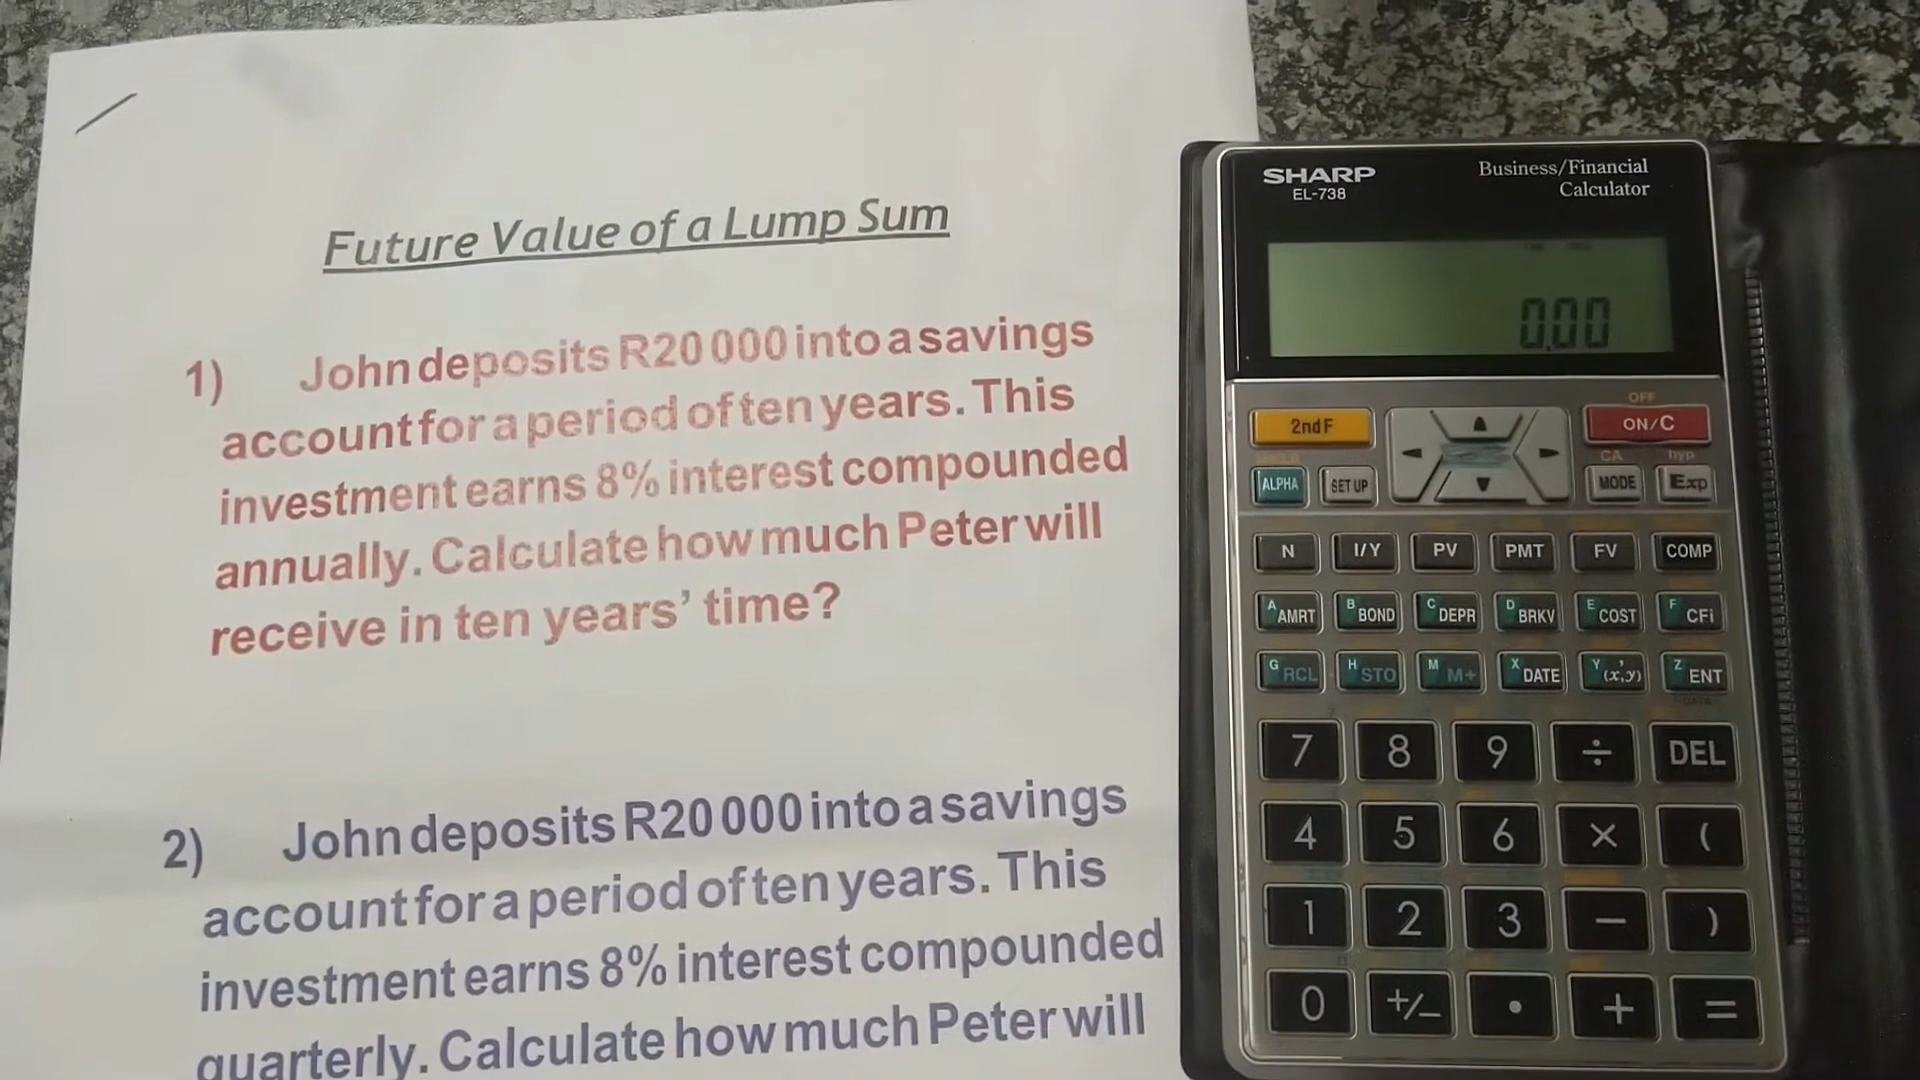 Future Value of a Lump Sum
1) John deposits R20 000 into a savings
account for a period of ten years. This
investment earns 8% interest compounded
annually. Calculate how much Peter will
receive in ten years' time?
2) John deposits R20 000 into a savings
account for a period of ten years. This
investment earns 8% interest compounded
quarterly. Calculate how much Peter will
SHARP
EL-738
Business/Financial
Calculator
0.00
OFF
2ndF ON/C
CA hyp
ALPHA SET UP MODE Exp
N I/Y PV PMT FV COMP
A AMRT B BOND C DEPR D BRKV E COST F CFi
G RCL H STO M M+ X DATE Y (x,y) Z ENT
7 8 9 ÷ DEL
4 5 6 × (
1 2 3 − )
0 +/− • + =